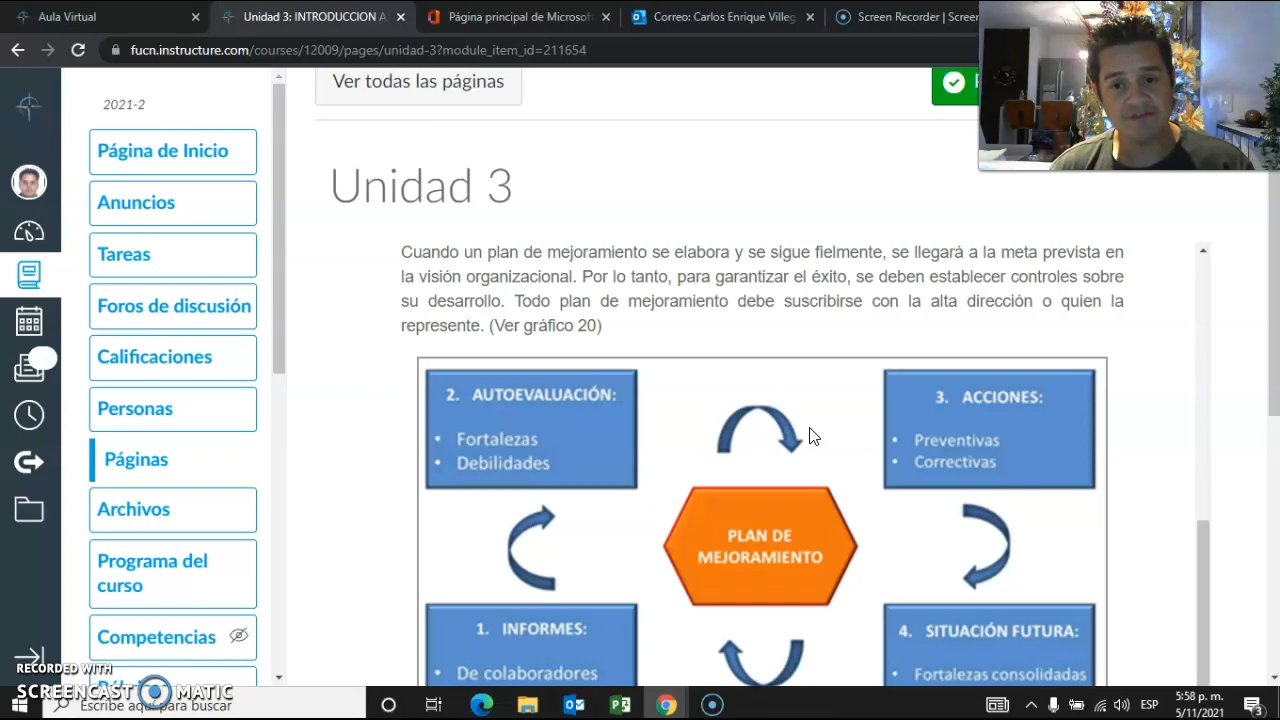 Aula Virtual
Unidad 3: INTRODUCCION A
Página principal de Microsof
Correo: Carlos Enrique Villeg
Screen Recorder | Screen
fucn.instructure.com/courses/12009/pages/unidad-3?module_item_id=211654
2021-2
Página de Inicio
Anuncios
Tareas
Foros de discusión
Calificaciones
Personas
Páginas
Archivos
Programa del
curso
Competencias
Ver todas las páginas
Unidad 3
Cuando un plan de mejoramiento se elabora y se sigue fielmente, se llegará a la meta prevista en
la visión organizacional. Por lo tanto, para garantizar el éxito, se deben establecer controles sobre
su desarrollo. Todo plan de mejoramiento debe suscribirse con la alta dirección o quien la
represente. (Ver gráfico 20)
2. AUTOEVALUACIÓN:
• Fortalezas
• Debilidades
3. ACCIONES:
• Preventivas
• Correctivas
PLAN DE
MEJORAMIENTO
1. INFORMES:
• De colaboradores
4. SITUACIÓN FUTURA:
• Fortalezas consolidadas
RECORDED WITH
SCREENCAST MATIC
Escribe aquí para buscar
ESP
5:58 p. m.
5/11/2021
3